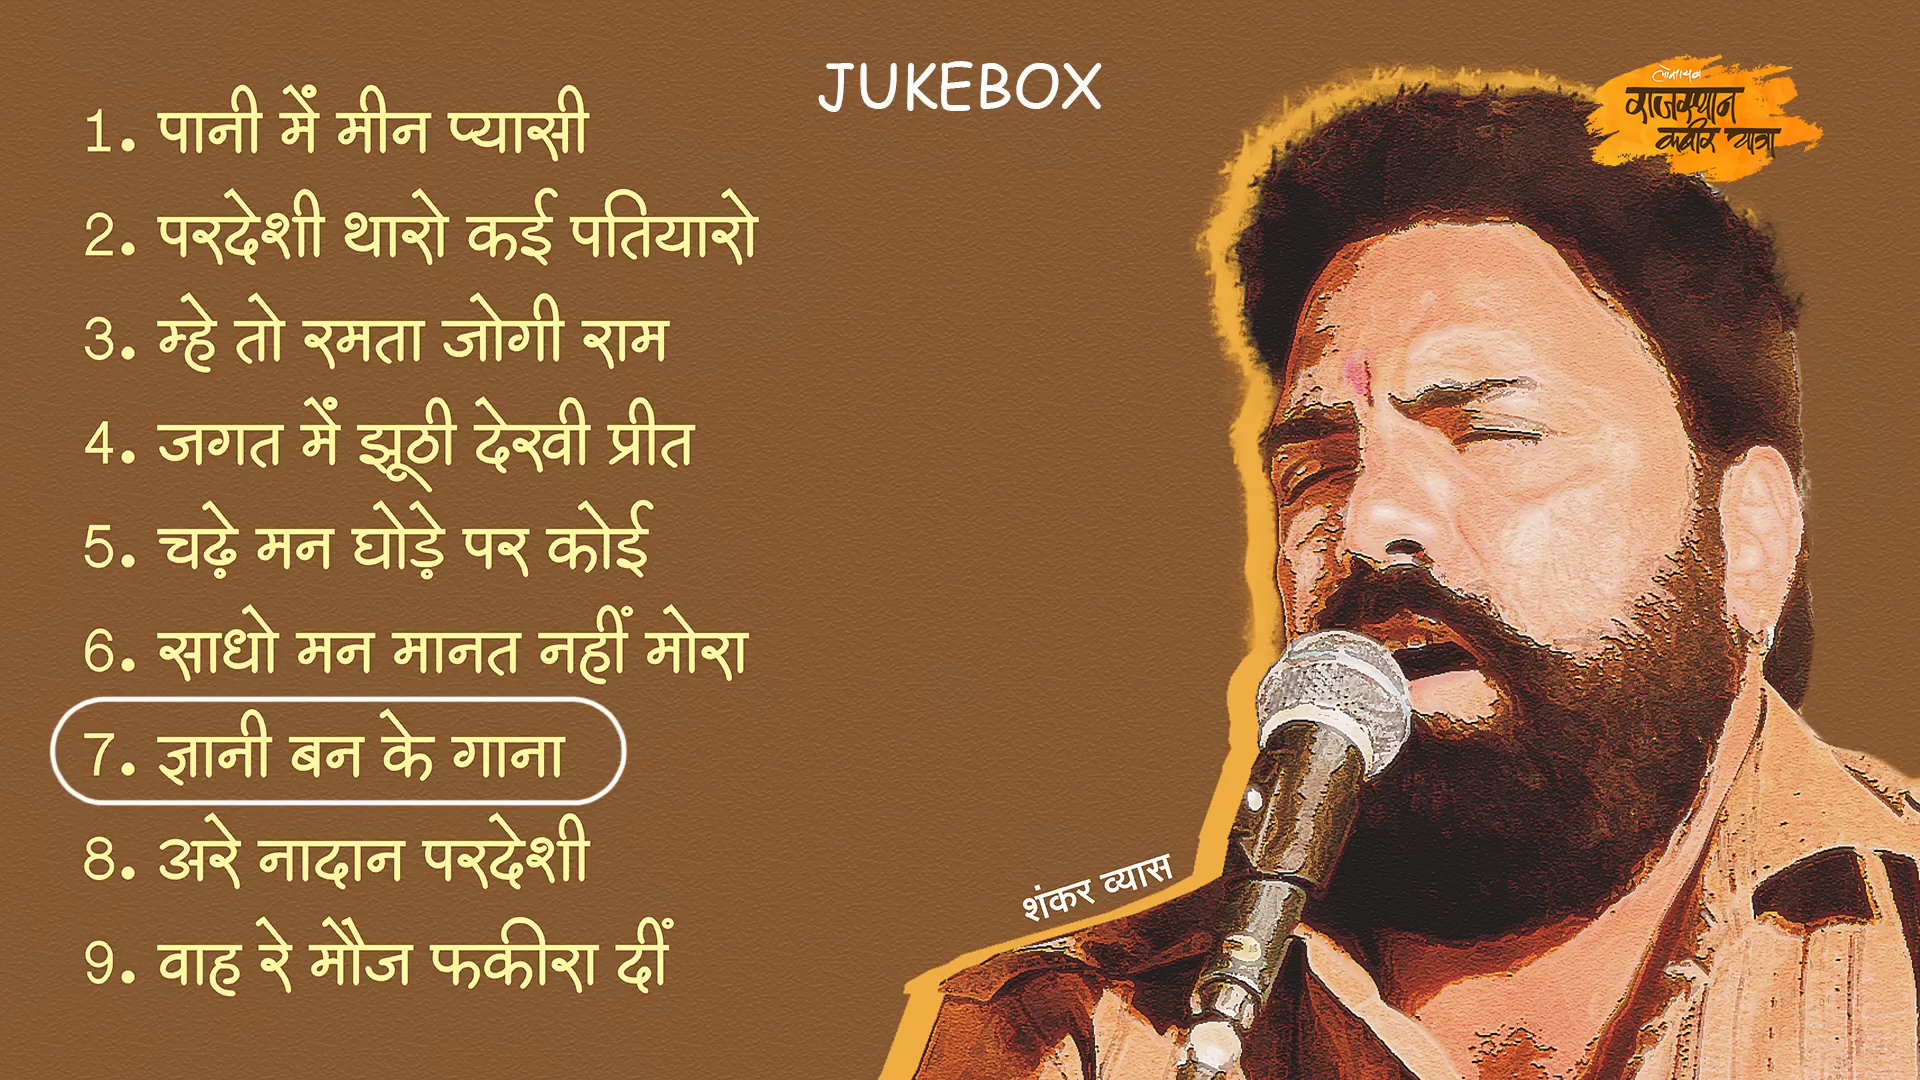 JUKEBOX
लोकायन
राजस्थान
कबीर यात्रा
1. पानी में मीन प्यासी
2. परदेशी थारो कई पतियारो
3. म्हे तो रमता जोगी राम
4. जगत में झूठी देखी प्रीत
5. चढ़े मन घोड़े पर कोई
6. साधो मन मानत नहीं मोरा
7. ज्ञानी बन के गाना
8. अरे नादान परदेशी
9. वाह रे मौज फकीरा दीं
शंकर व्यास